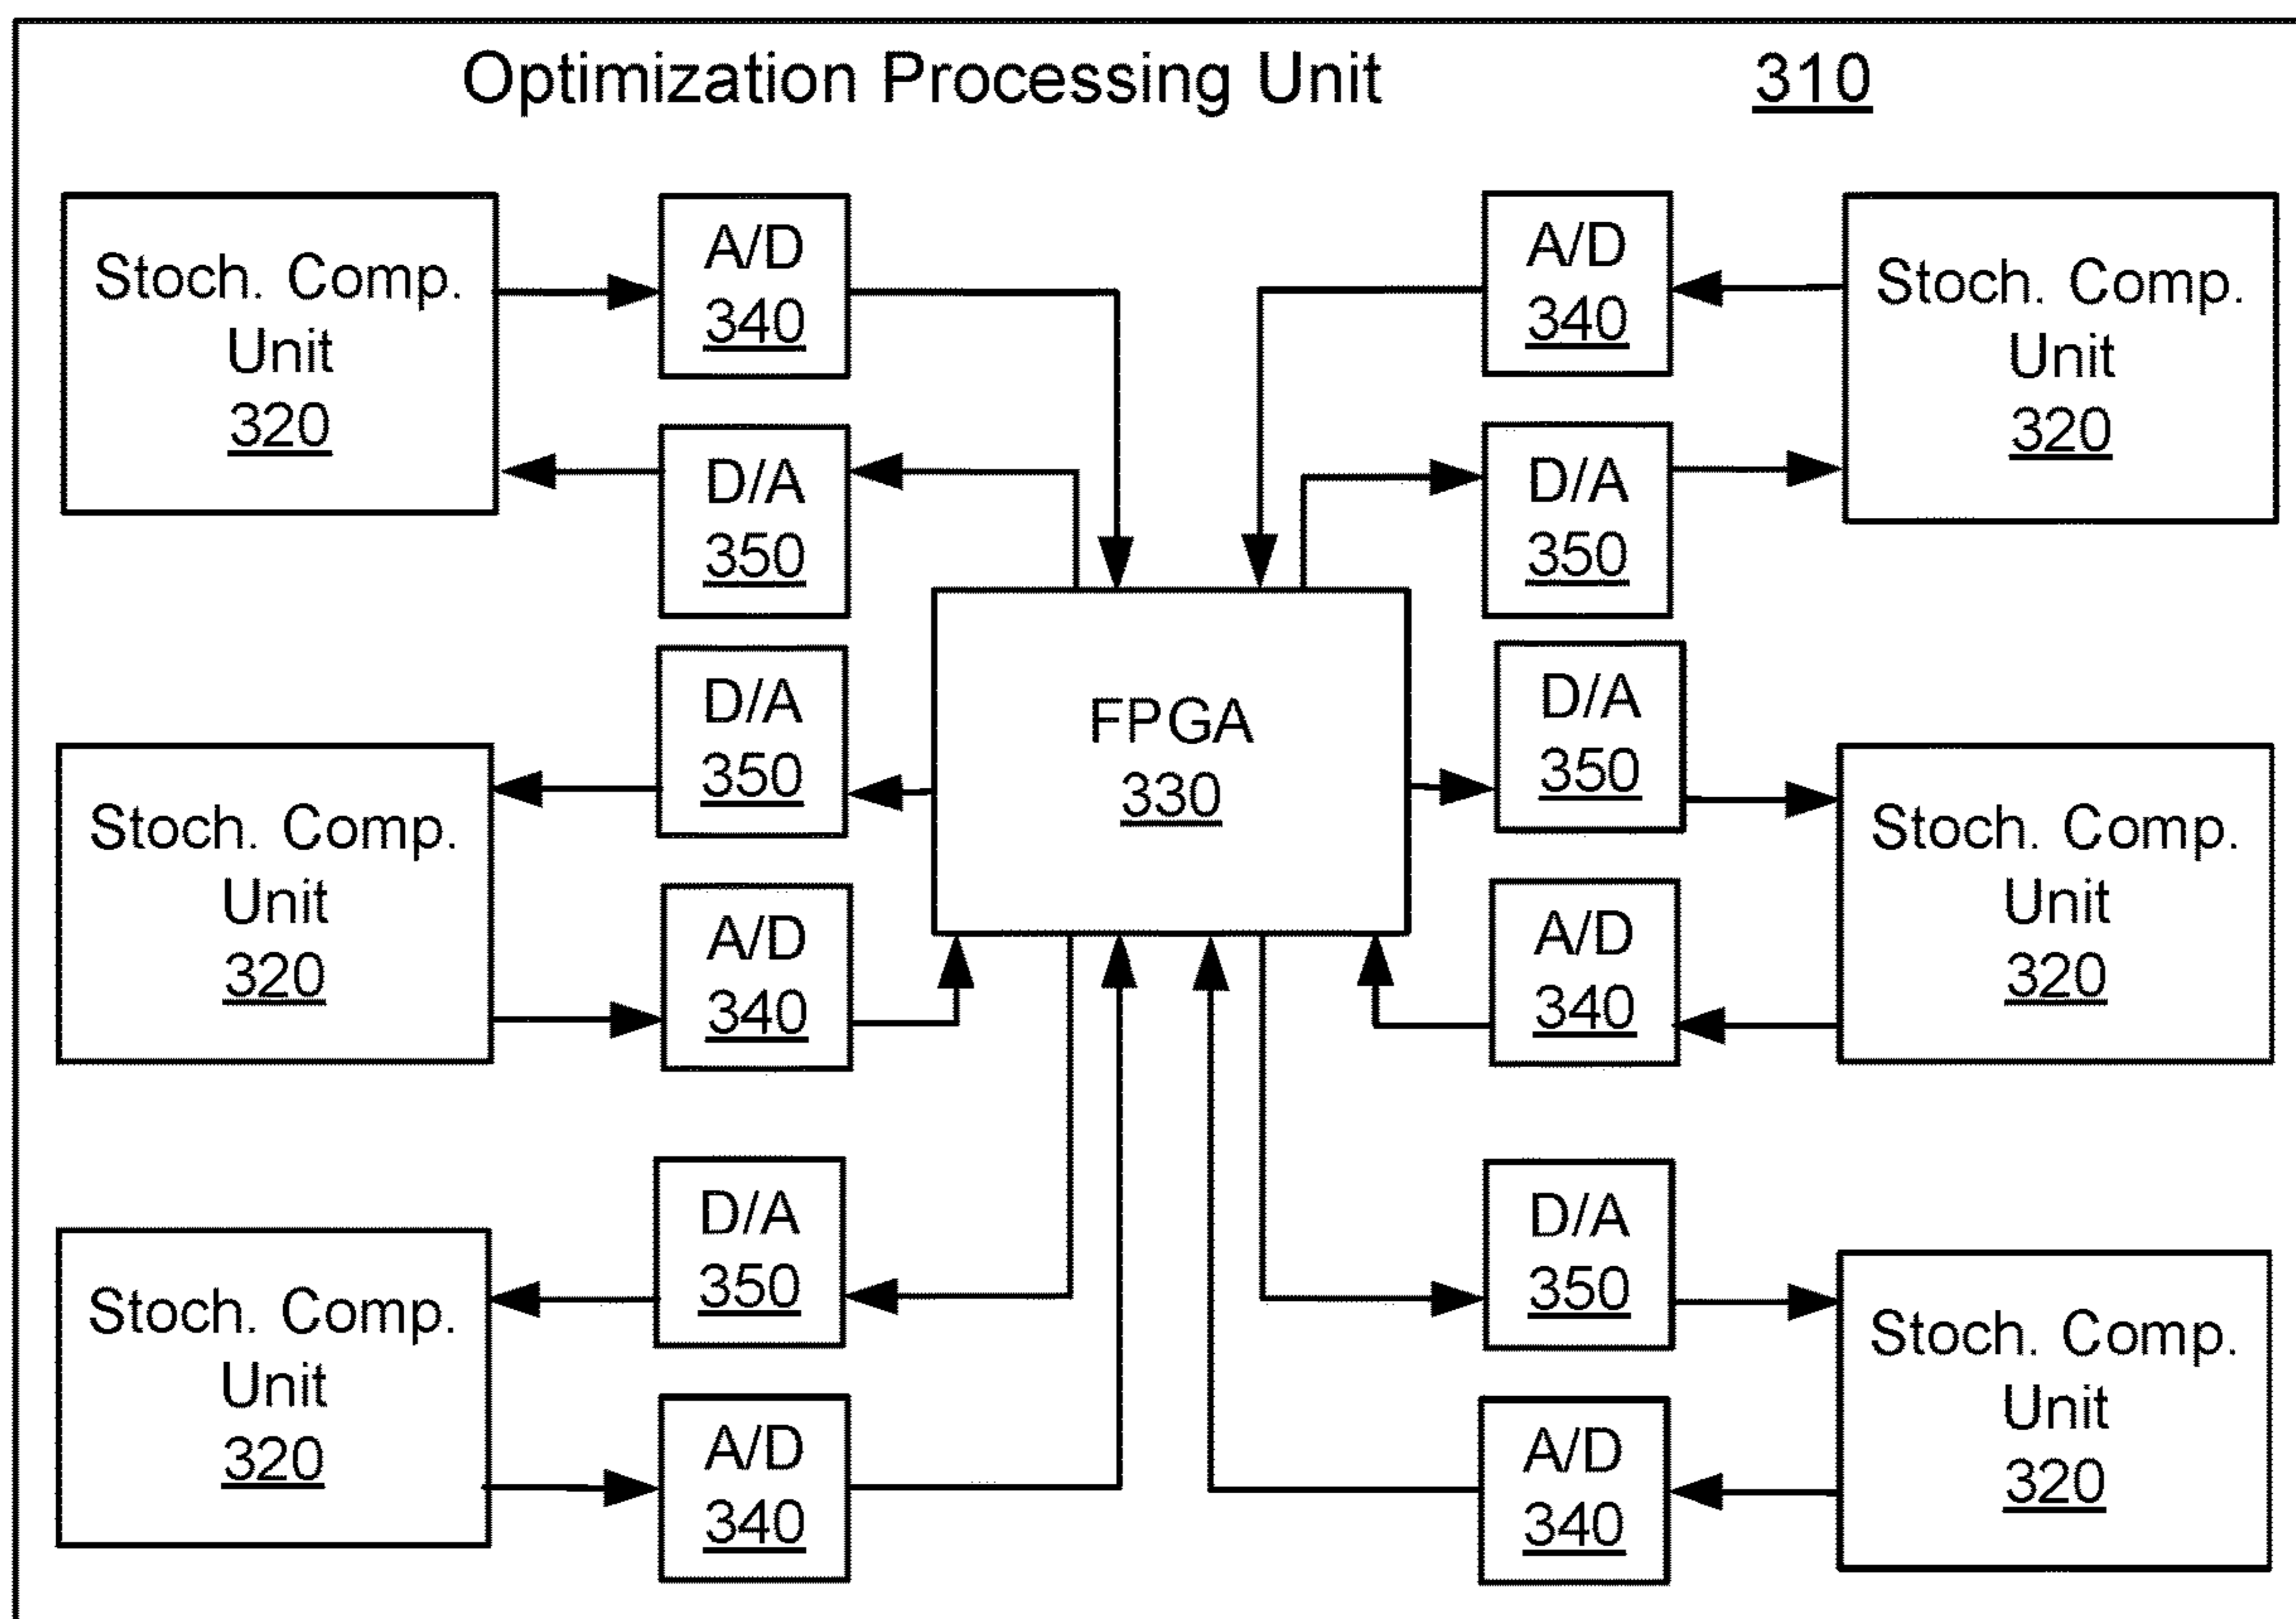 Optimization Processing Unit
310
Stoch. Comp.
Unit
320
A/D
340
D/A
350
A/D
340
D/A
350
Stoch. Comp.
Unit
320
Stoch. Comp.
Unit
320
D/A
350
A/D
340
FPGA
330
D/A
350
A/D
340
Stoch. Comp.
Unit
320
Stoch. Comp.
Unit
320
D/A
350
A/D
340
D/A
350
A/D
340
Stoch. Comp.
Unit
320